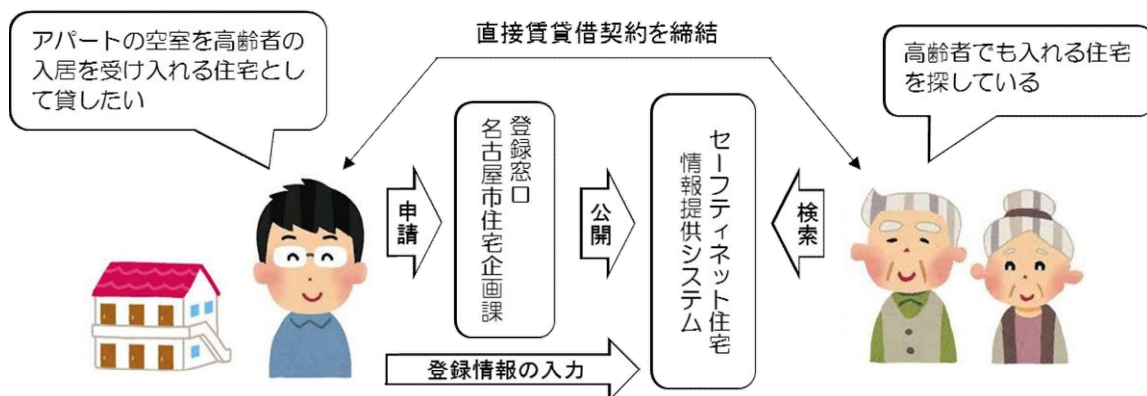 アパートの空室を高齢者の
入居を受け入れる住宅とし
て貸したい
直接賃貸借契約を締結
高齢者でも入れる住宅
を探している
申請
登録窓口
名古屋市住宅企画課
公開
セーフティネット住宅
情報提供システム
検索
登録情報の入力